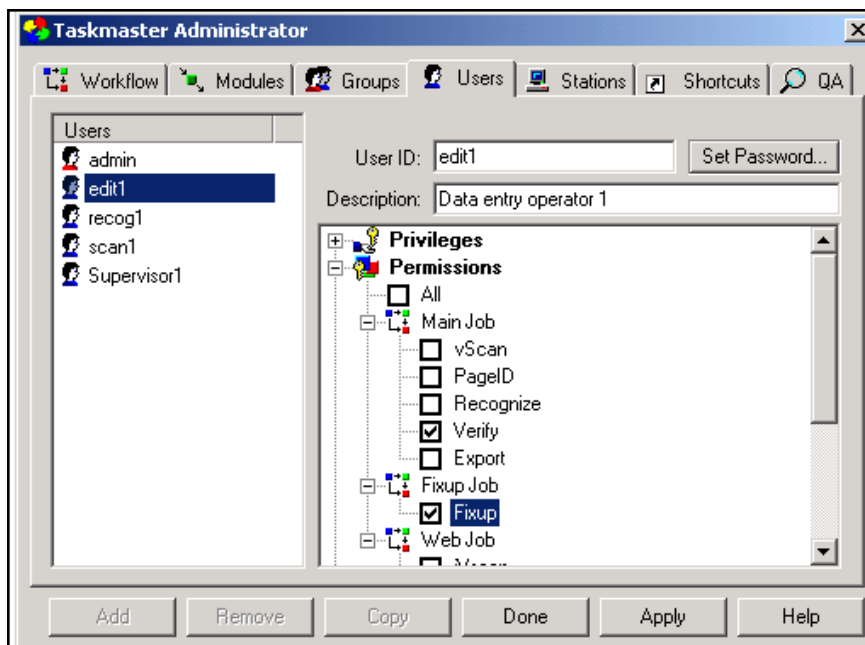 Taskmaster Administrator
Workflow Modules Groups Users Stations Shortcuts QA
Users
admin
edit1
recog1
scan1
Supervisor1
User ID: edit1 Set Password...
Description: Data entry operator 1
Privileges
Permissions
All
Main Job
vScan
PageID
Recognize
Verify
Export
Fixup Job
Fixup
Web Job
Add Remove Copy Done Apply Help